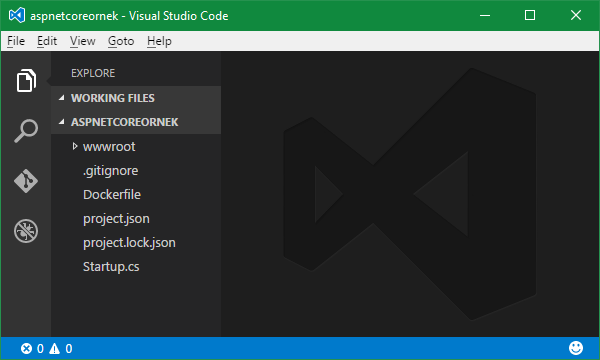 aspnetcoreornek - Visual Studio Code
File Edit View Goto Help
EXPLORE
WORKING FILES
ASPNETCOREORNEK
wwwroot
.gitignore
Dockerfile
project.json
project.lock.json
Startup.cs
0 0